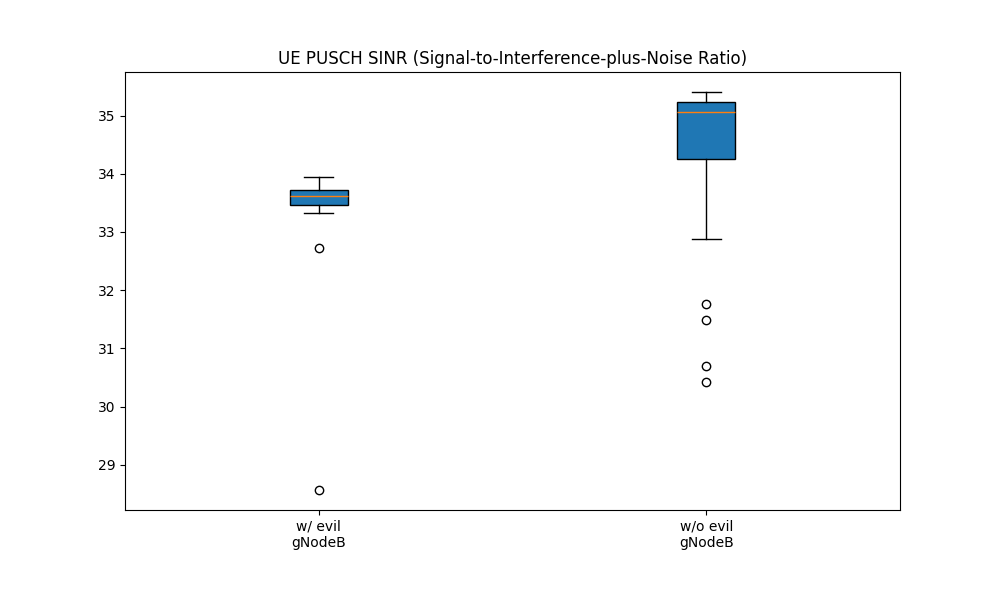 UE PUSCH SINR (Signal-to-Interference-plus-Noise Ratio)
35
34
33
32
31
30
29
w/ evil
gNodeB
w/o evil
gNodeB